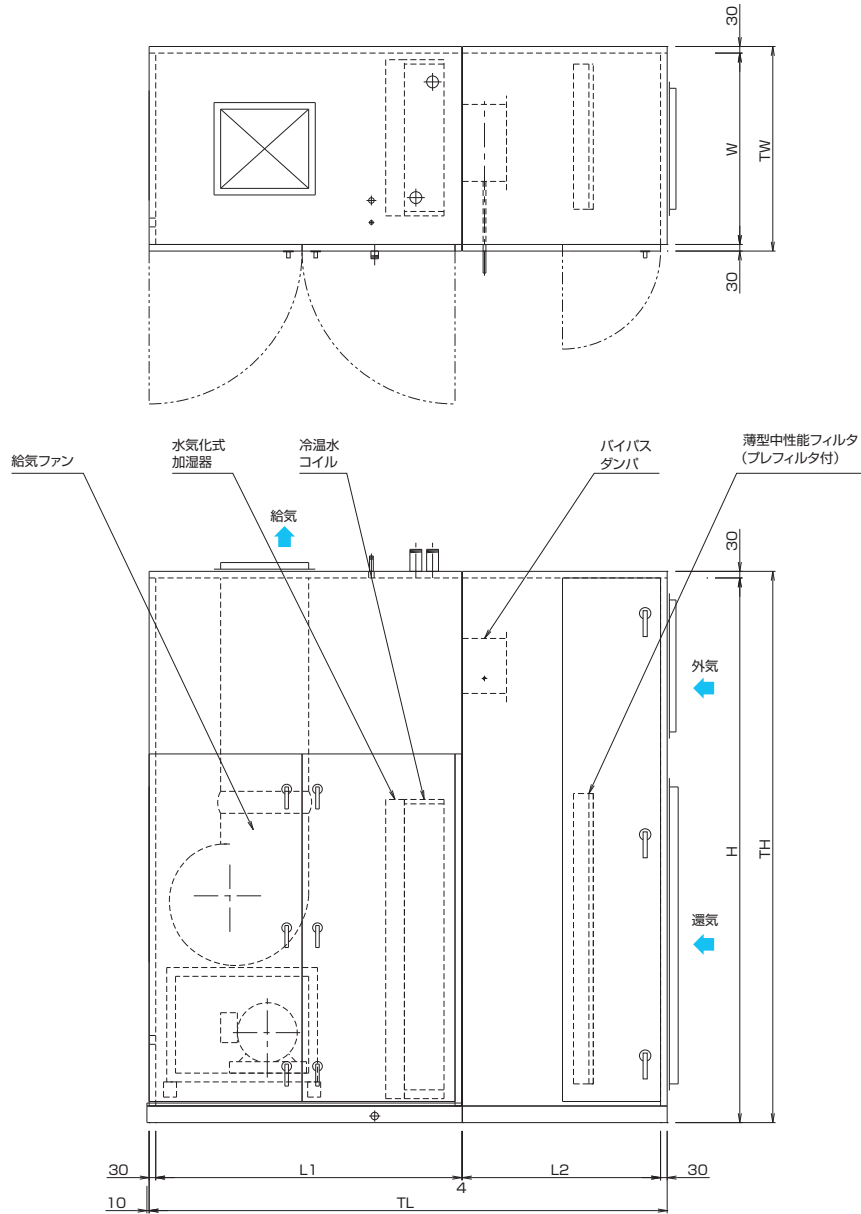 30
W
TW
30
給気ファン
水気化式
加湿器
冷温水
コイル
バイパス
ダンパ
薄型中性能フィルタ
(プレフィルタ付)
給気
30
外気
H
TH
還気
30
L1
L2
30
4
10
TL